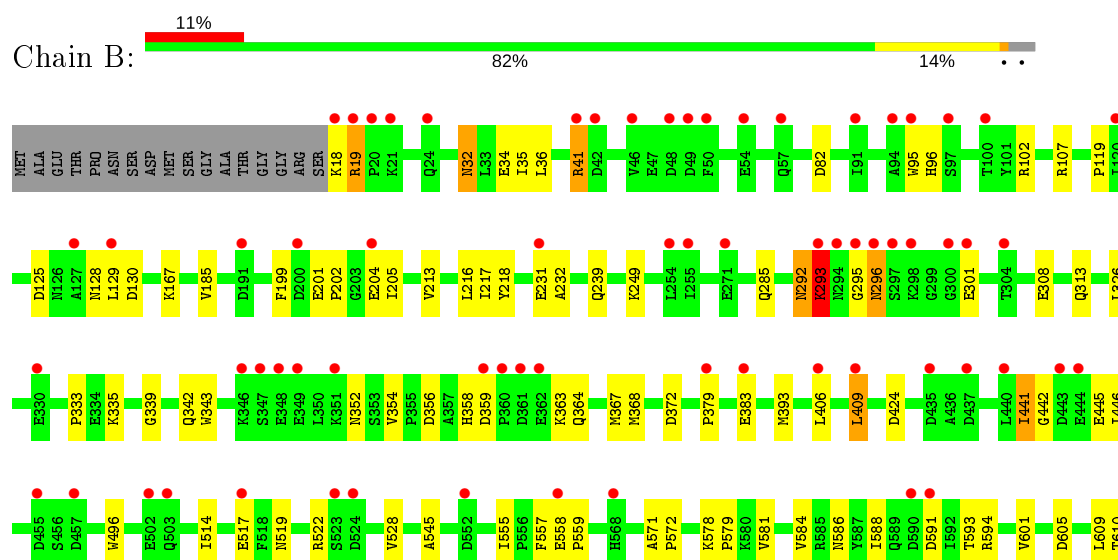 11%
Chain B:
82% 14% • •
MET ALA GLU THR PRO ASN SER ASP MET SER GLY ALA THR GLY GLY ARG SER K18 R19 P20 K21 Q24 N32 L33 E34 I35 L36 R41 D42 V46 E47 D48 D49 F50 E54 Q57 D82 I91 A94 W95 H96 S97 T100 Y101 R102 R107 P119 I120
D125 N126 A127 N128 L129 D130 K167 V185 D191 F199 D200 E201 P202 G203 E204 I205 V213 L216 I217 Y218 E231 A232 Q239 K249 L254 I255 E271 Q285 N292 K293 N294 G295 N296 S297 K298 G299 G300 E301 T304 E308 Q313 L326
E330 P333 E334 K335 G339 Q342 W343 K346 S347 E348 E349 L350 K351 N352 S353 V354 P355 D356 A357 H358 D359 P360 D361 E362 K363 Q364 M367 M368 D372 P379 E383 M393 L406 L409 D424 D435 A436 D437 L440 I441 G442 D443 E444 E445
D455 S456 D457 W496 E502 Q503 I514 E517 F518 N519 R522 S523 D524 V528 A545 D552 I555 P556 F557 E558 P559 H568 A571 P572 K578 P579 K580 V581 V584 R585 N586 Y587 I588 Q589 D590 D591 I592 T593 R594 V601 D605 L609